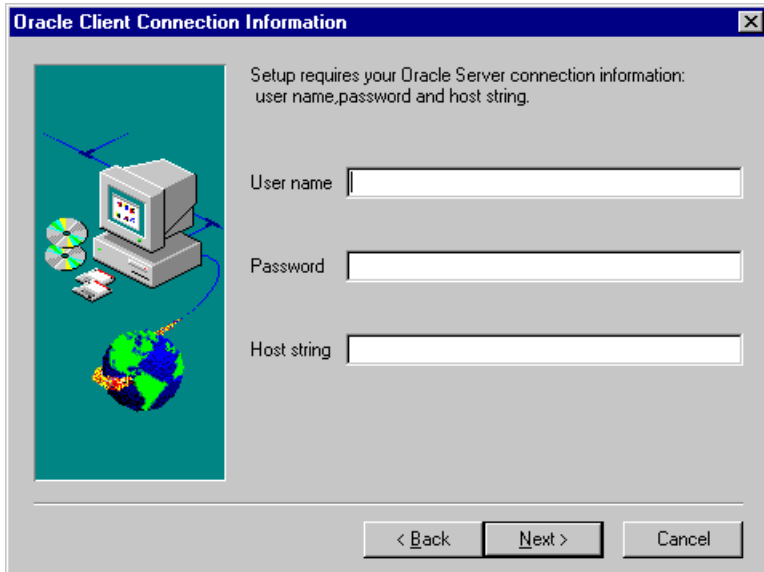 Oracle Client Connection Information
Setup requires your Oracle Server connection information:
user name,password and host string.
User name
Password
Host string
< Back
Next >
Cancel